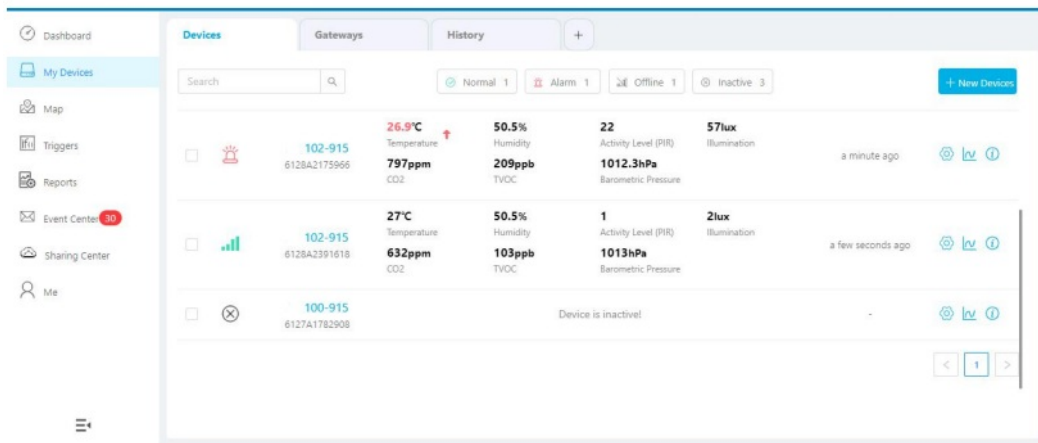 Dashboard
My Devices
Map
Triggers
Reports
Event Center 30
Sharing Center
Me
Devices Gateways History +
Search
Normal 1 Alarm 1 Offline 1 Inactive 3
+ New Devices
26.9℃ 50.5% 22 57lux
Temperature Humidity Activity Level (PIR) Illumination
102-915
6128A2175966
a minute ago
797ppm 209ppb 1012.3hPa
CO2 TVOC Barometric Pressure
27℃ 50.5% 1 2lux
Temperature Humidity Activity Level (PIR) Illumination
102-915
6128A2391618
a few seconds ago
632ppm 103ppb 1013hPa
CO2 TVOC Barometric Pressure
100-915
6127A1782908
Device is inactive!
-
< 1 >